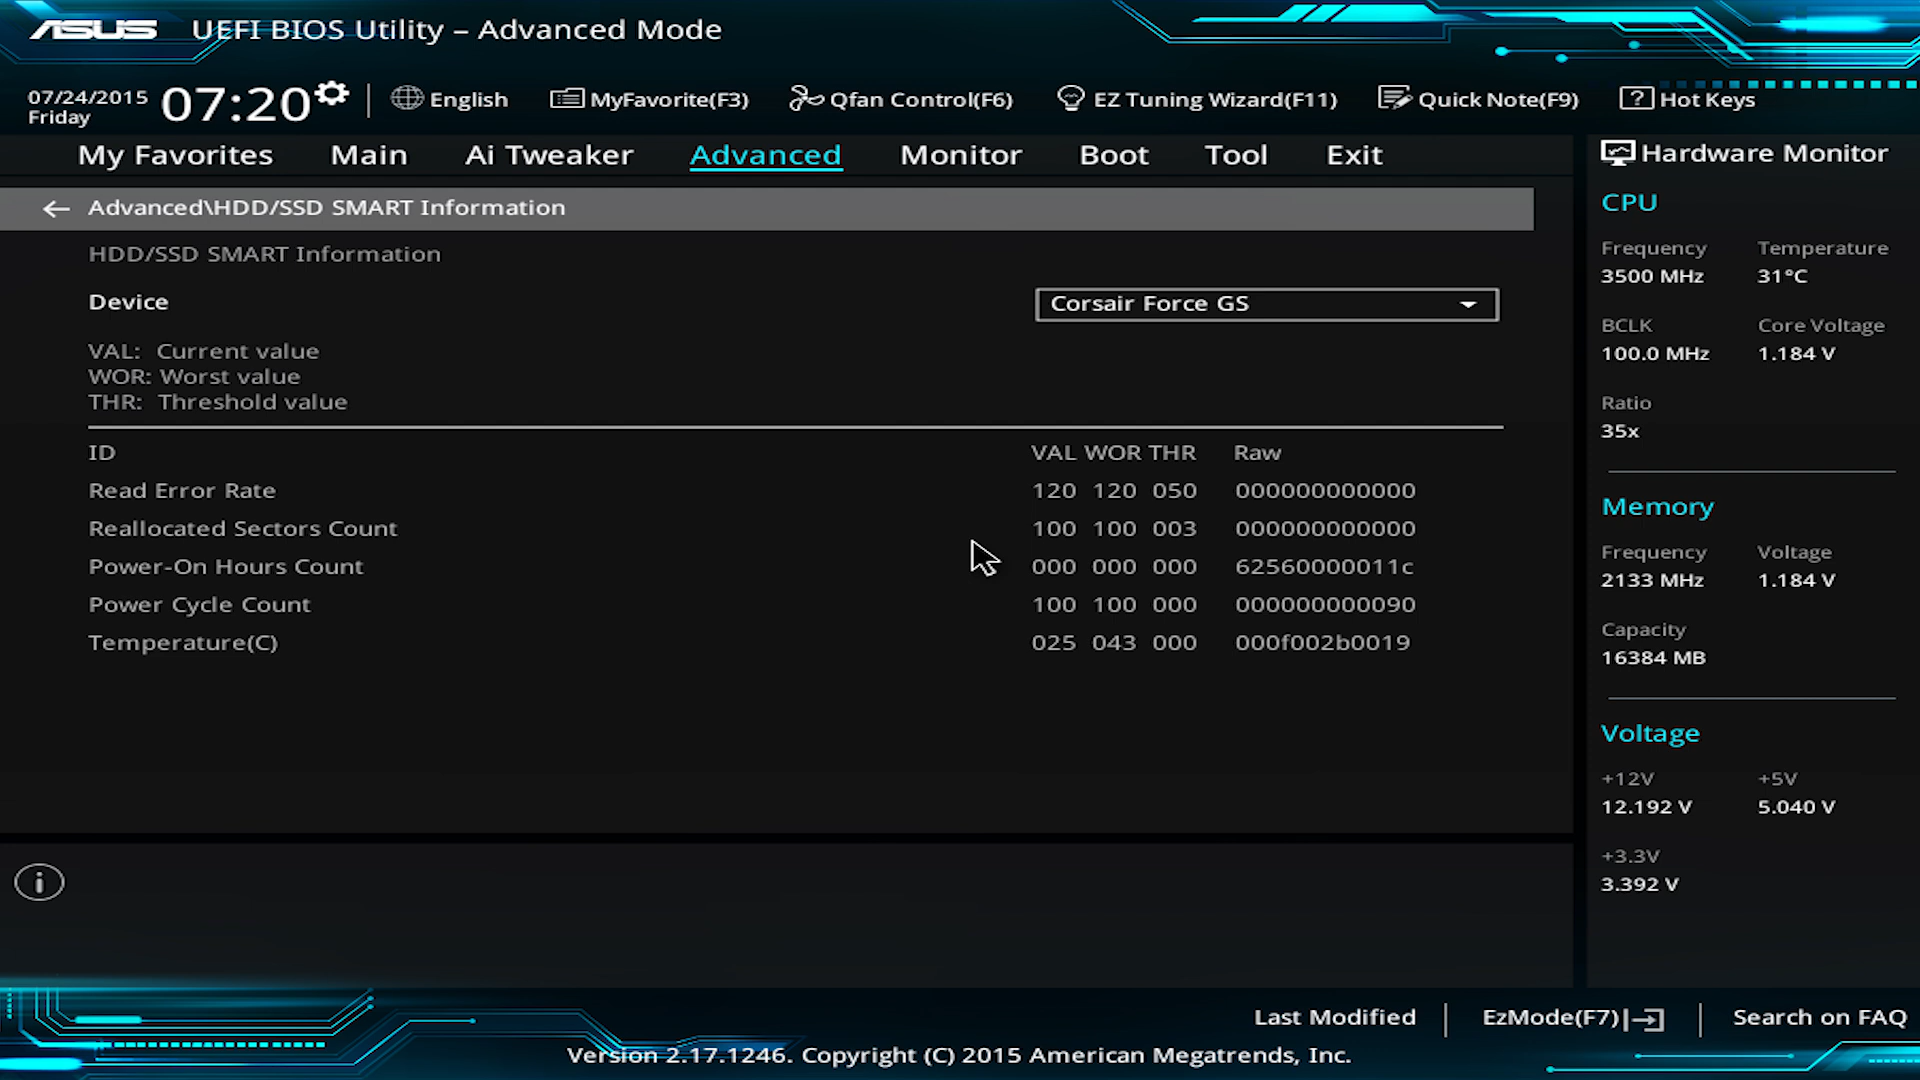 ASUS UEFI BIOS Utility – Advanced Mode
07/24/2015
Friday
07:20
English MyFavorite(F3) Qfan Control(F6) EZ Tuning Wizard(F11) Quick Note(F9) ? Hot Keys
My Favorites Main Ai Tweaker Advanced Monitor Boot Tool Exit
← Advanced\HDD/SSD SMART Information
HDD/SSD SMART Information
Device Corsair Force GS
VAL: Current value
WOR: Worst value
THR: Threshold value
ID VAL WOR THR Raw
Read Error Rate 120 120 050 000000000000
Reallocated Sectors Count 100 100 003 000000000000
Power-On Hours Count 000 000 000 62560000011c
Power Cycle Count 100 100 000 000000000090
Temperature(C) 025 043 000 000f002b0019
Hardware Monitor
CPU
Frequency Temperature
3500 MHz 31°C
BCLK Core Voltage
100.0 MHz 1.184 V
Ratio
35x
Memory
Frequency Voltage
2133 MHz 1.184 V
Capacity
16384 MB
Voltage
+12V +5V
12.192 V 5.040 V
+3.3V
3.392 V
i
Last Modified EzMode(F7) Search on FAQ
Version 2.17.1246. Copyright (C) 2015 American Megatrends, Inc.